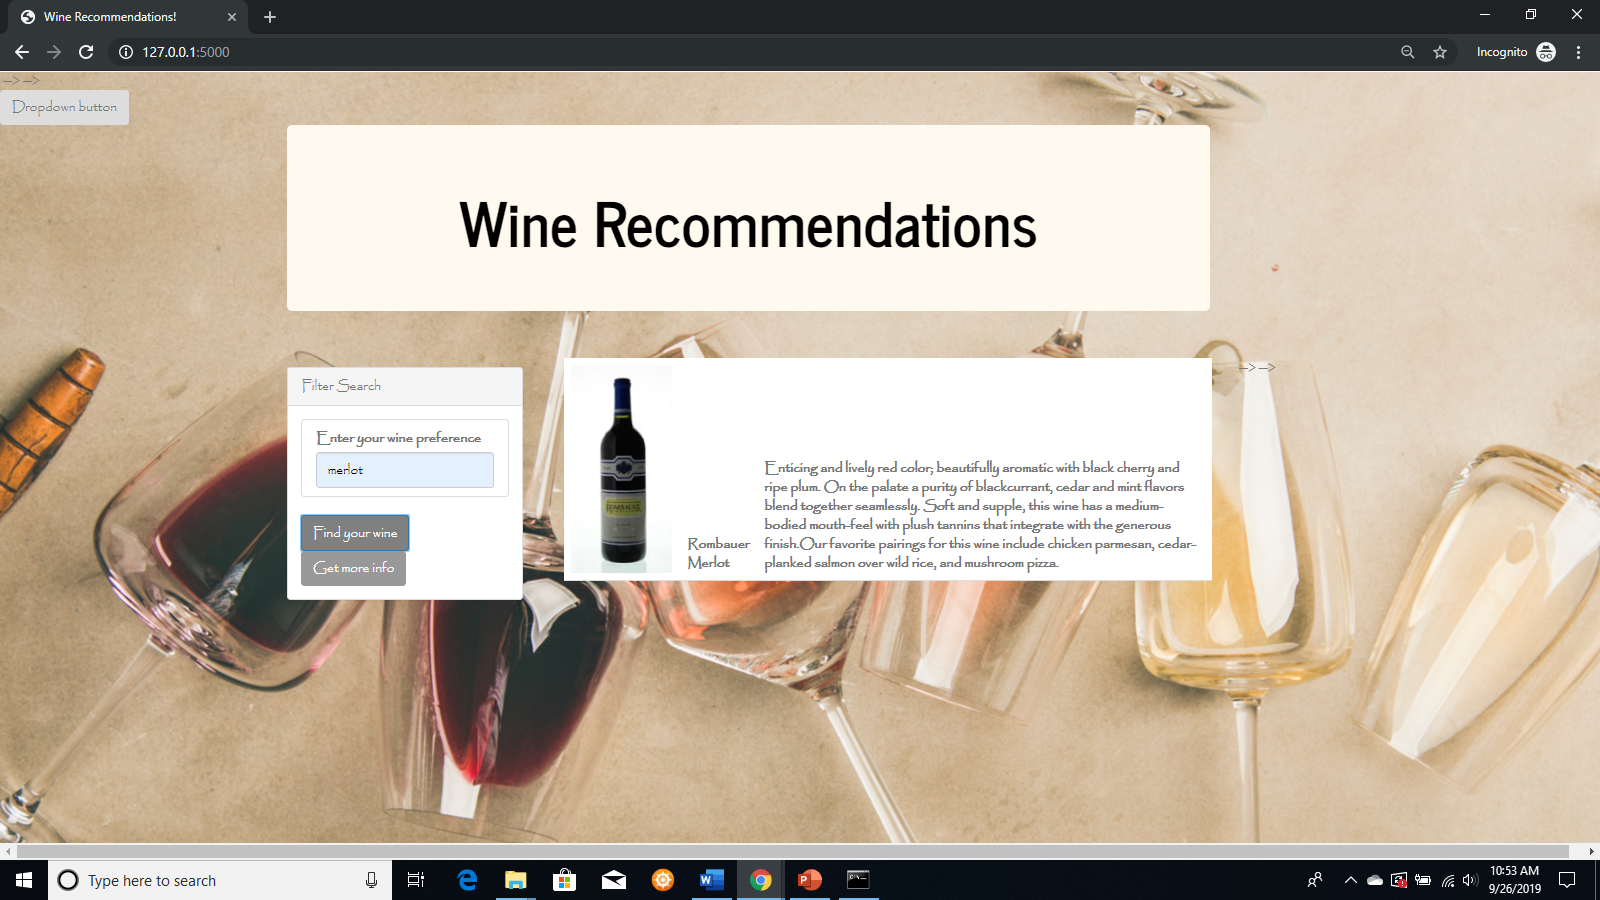 Wine Recommendations!
127.0.0.1:5000
Incognito
--> -->
Dropdown button
Wine Recommendations
Filter Search
Enter your wine preference
merlot
Find your wine
Get more info
ROMBAUER
Rombauer
Merlot
Enticing and lively red color; beautifully aromatic with black cherry and
ripe plum. On the palate a purity of blackcurrant, cedar and mint flavors
blend together seamlessly. Soft and supple, this wine has a medium-
bodied mouth-feel with plush tannins that integrate with the generous
finish.Our favorite pairings for this wine include chicken parmesan, cedar-
planked salmon over wild rice, and mushroom pizza.
--> -->
Type here to search
10:53 AM
9/26/2019